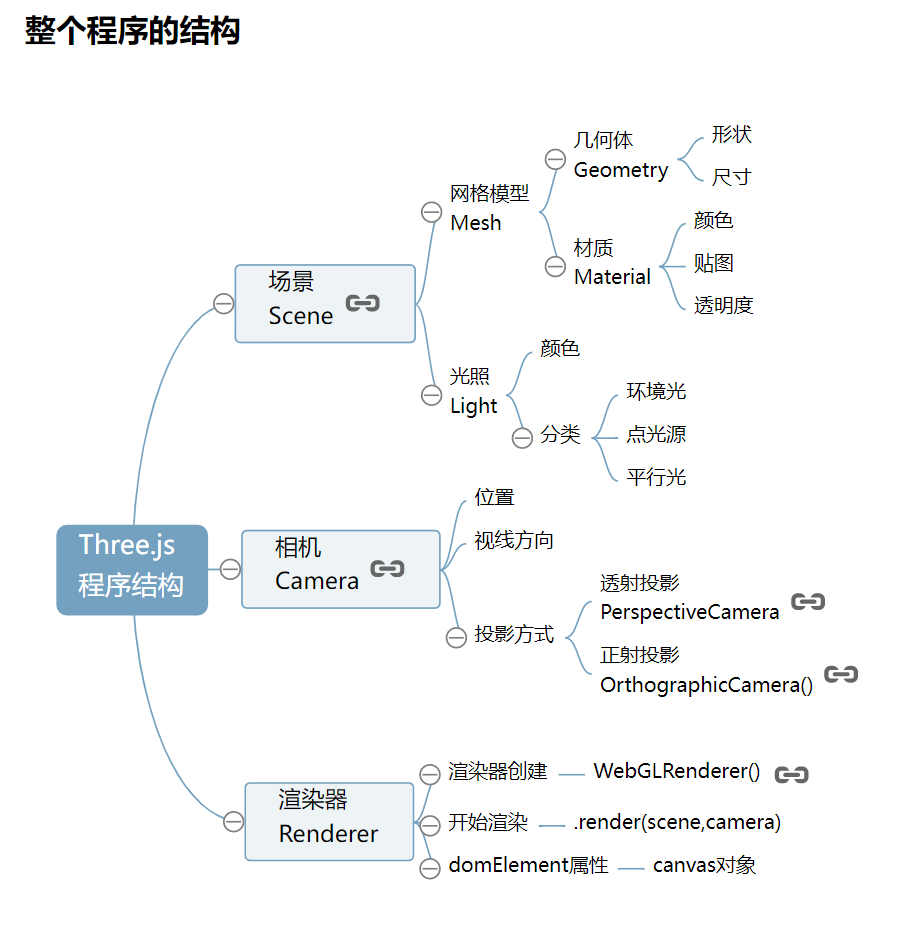 整个程序的结构
Three.js
程序结构
场景
Scene
网格模型
Mesh
几何体
Geometry
形状
尺寸
材质
Material
颜色
贴图
透明度
光照
Light
颜色
分类
环境光
点光源
平行光
相机
Camera
位置
视线方向
投影方式
透射投影
PerspectiveCamera
正射投影
OrthographicCamera()
渲染器
Renderer
渲染器创建
WebGLRenderer()
开始渲染
.render(scene,camera)
domElement属性
canvas对象